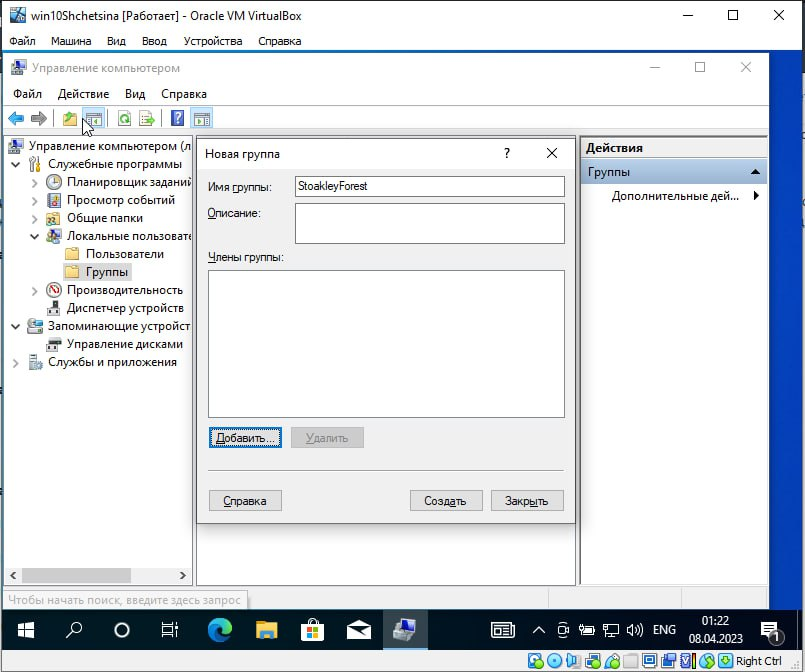 win10Shchetsina [Работает] - Oracle VM VirtualBox
Файл Машина Вид Ввод Устройства Справка
Управление компьютером
Файл Действие Вид Справка
Управление компьютером (л
Служебные программы
Планировщик заданий
Просмотр событий
Общие папки
Локальные пользовате
Пользователи
Группы
Производительность
Диспетчер устройств
Запоминающие устройст
Управление дисками
Службы и приложения
Новая группа
?
Имя группы: StoakleyForest
Описание:
Члены группы:
Добавить... Удалить
Справка Создать Закрыть
Действия
Группы
Дополнительные дей...
Чтобы начать поиск, введите здесь запрос
ENG
01:22
08.04.2023
1
Right Ctrl